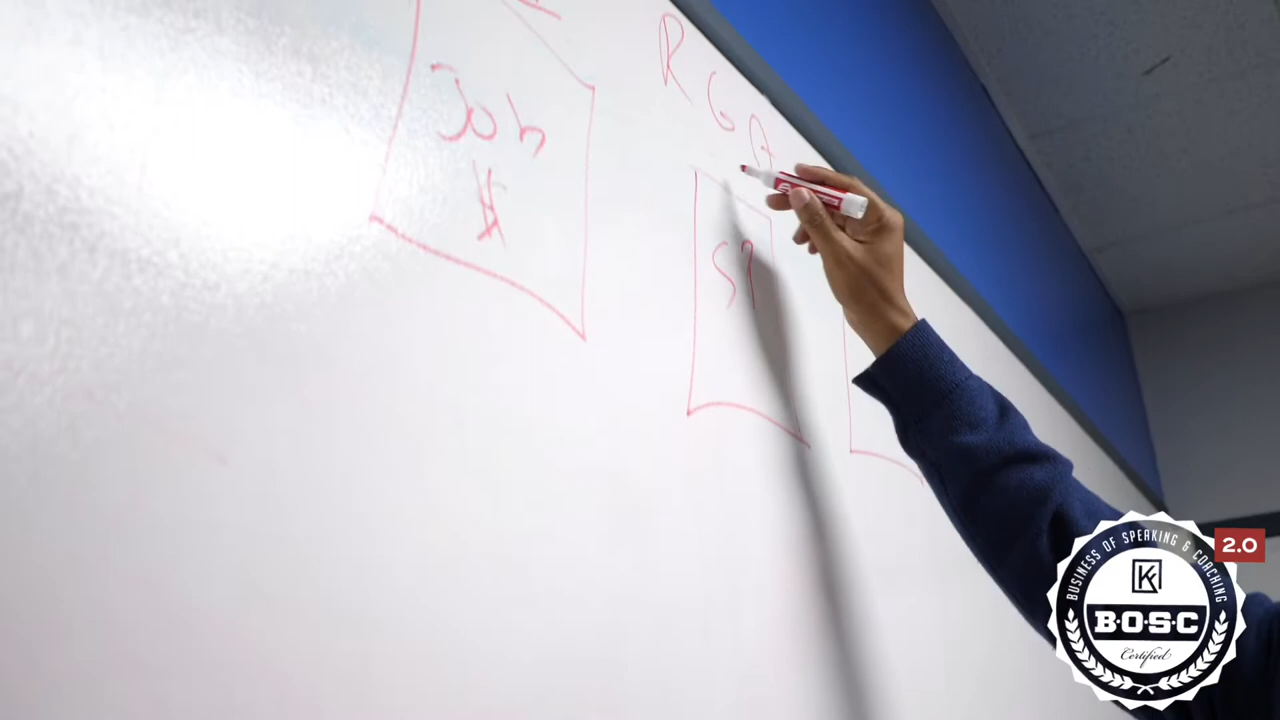 Job
$
R G A
S?
BUSINESS OF SPEAKING & COACHING
2.0
K
B·O·S·C
Certified